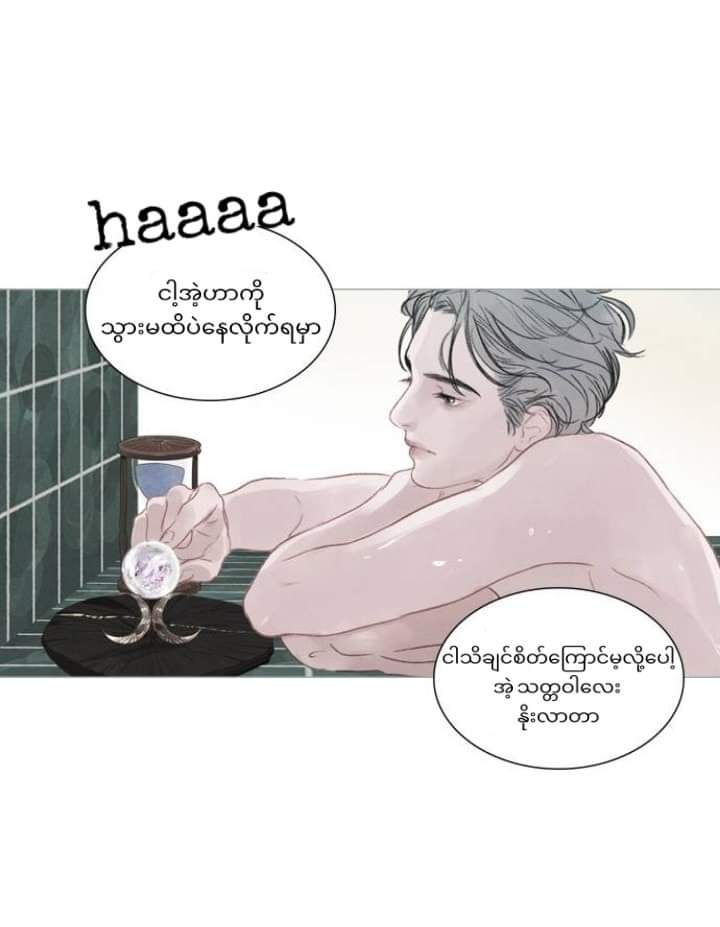 haaaa
ငါ့အဲ့ဟာကို
သွားမထိပဲနေလိုက်ရမှာ
ငါသိချင်စိတ်ကြောင့်မ့လို့ပေါ့
အဲ့ သတ္တဝါလေး
နိုးလာတာ